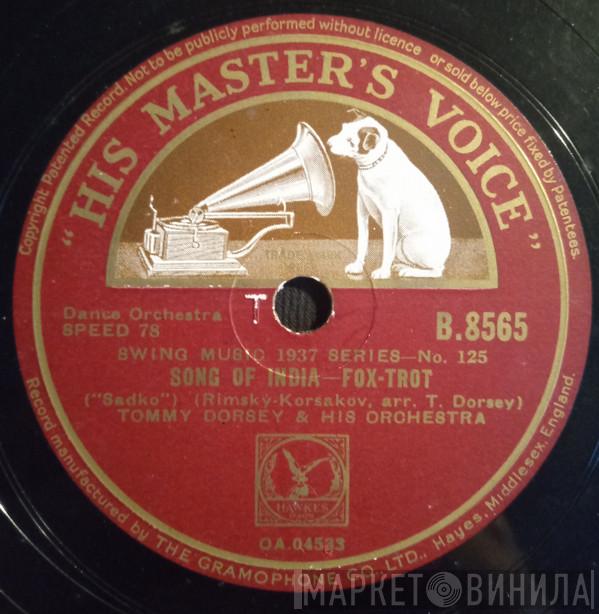 Copyright Patented Record. Not to be publicly performed without licence or sold below price fixed by Patentees.
"HIS MASTER'S VOICE"
TRADE MARK
Dance Orchestra
SPEED 78
T
B.8565
SWING MUSIC 1937 SERIES—No. 125
SONG OF INDIA—FOX-TROT
("Sadko") (Rimsky-Korsakov, arr. T. Dorsey)
TOMMY DORSEY & HIS ORCHESTRA
HAWKES
OA.04533
Record manufactured by THE GRAMOPHONE CO., LTD., Hayes, Middlesex, England.
МАРКЕТ ВИНИЛА